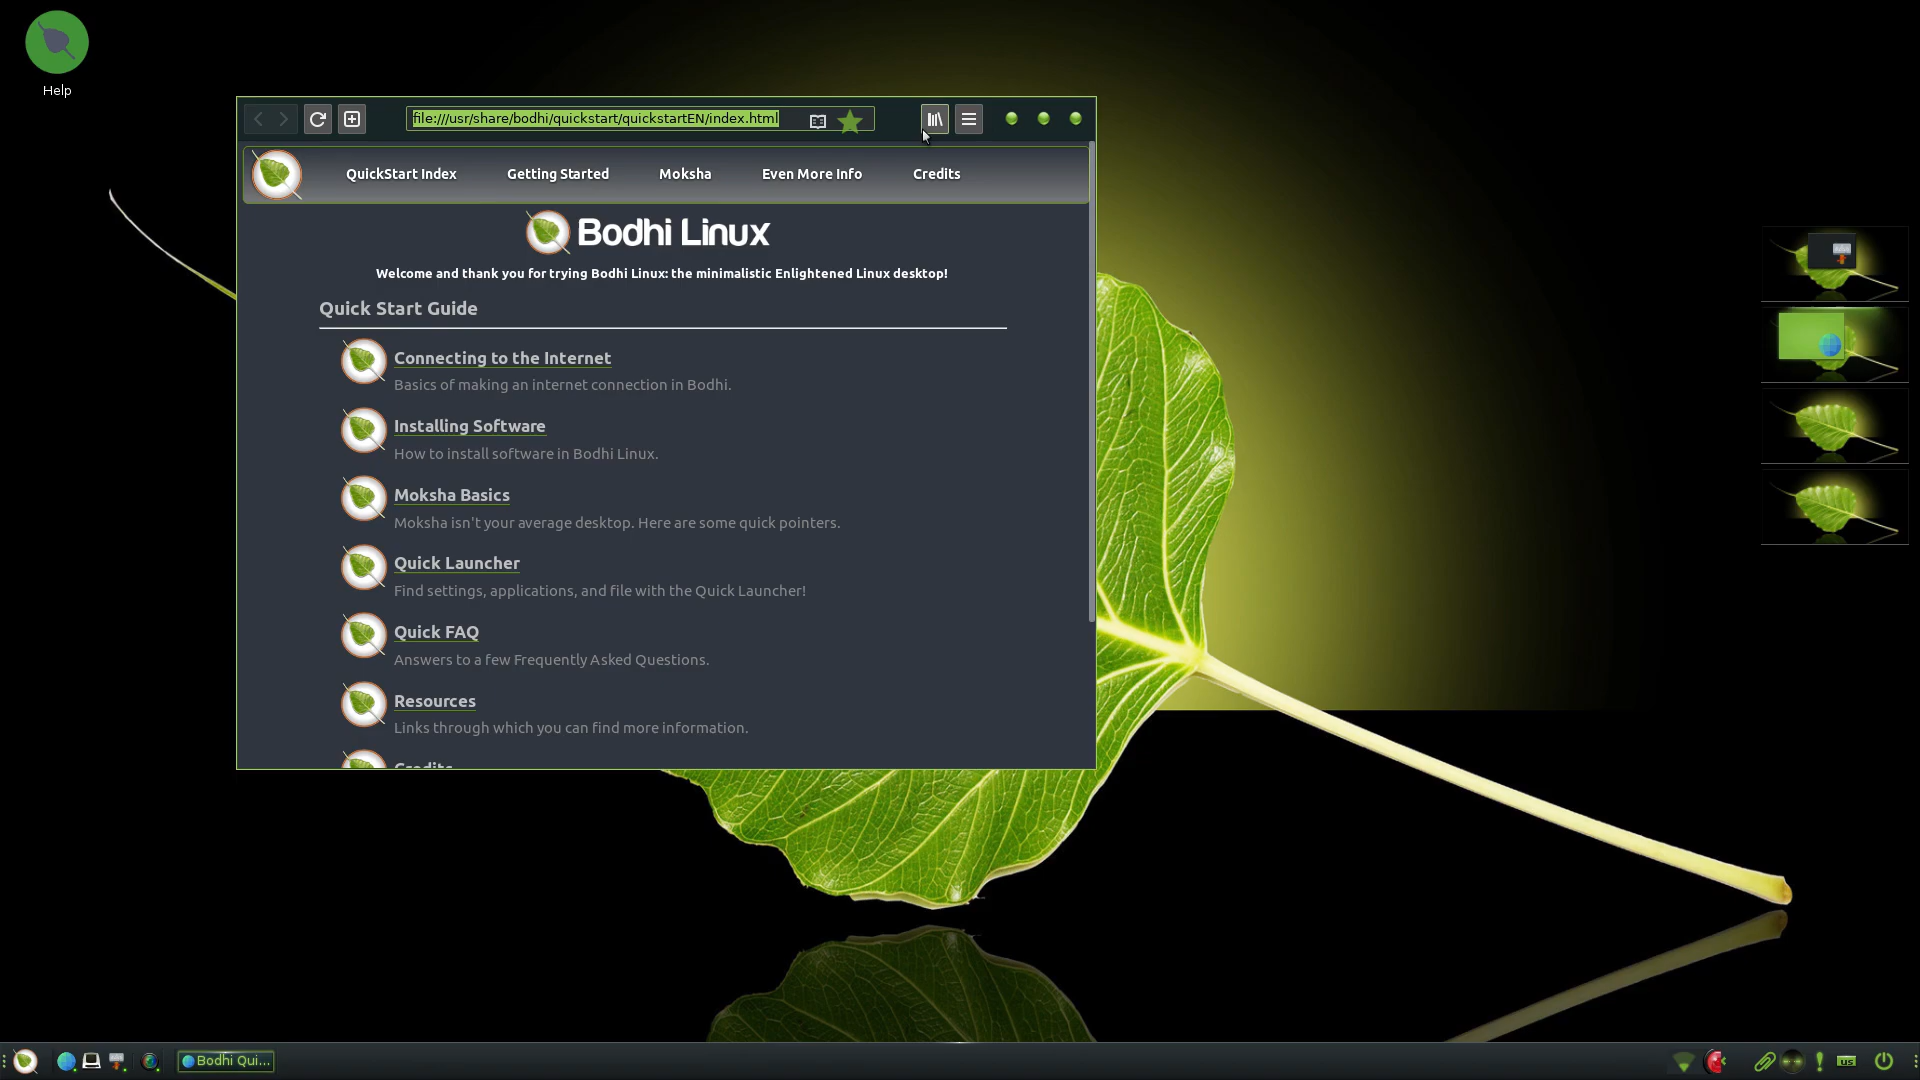 Help
file:///usr/share/bodhi/quickstart/quickstartEN/index.html
QuickStart Index Getting Started Moksha Even More Info Credits
Bodhi Linux
Welcome and thank you for trying Bodhi Linux: the minimalistic Enlightened Linux desktop!
Quick Start Guide
Connecting to the Internet
Basics of making an internet connection in Bodhi.
Installing Software
How to install software in Bodhi Linux.
Moksha Basics
Moksha isn't your average desktop. Here are some quick pointers.
Quick Launcher
Find settings, applications, and file with the Quick Launcher!
Quick FAQ
Answers to a few Frequently Asked Questions.
Resources
Links through which you can find more information.
Credits
Bodhi Qui...
us